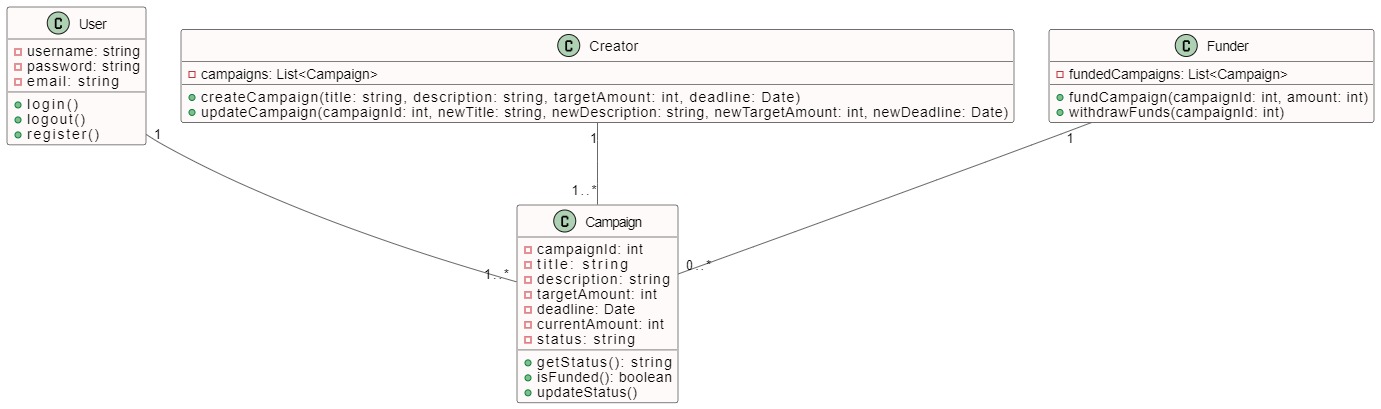 C User
username: string
password: string
email: string
login()
logout()
register()
C Creator
campaigns: List<Campaign>
createCampaign(title: string, description: string, targetAmount: int, deadline: Date)
updateCampaign(campaignId: int, newTitle: string, newDescription: string, newTargetAmount: int, newDeadline: Date)
C Funder
fundedCampaigns: List<Campaign>
fundCampaign(campaignId: int, amount: int)
withdrawFunds(campaignId: int)
1
1
1
1..*
1..*
0..*
C Campaign
campaignId: int
title: string
description: string
targetAmount: int
deadline: Date
currentAmount: int
status: string
getStatus(): string
isFunded(): boolean
updateStatus()